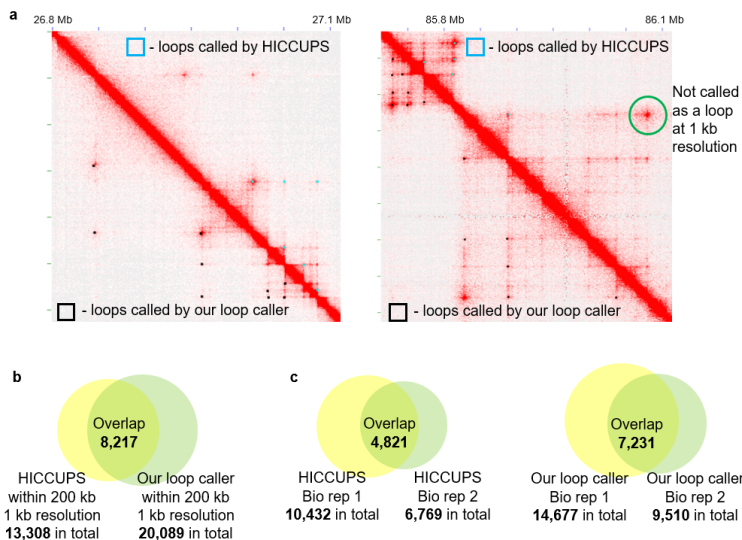 a
26.8 Mb 27.1 Mb 85.8 Mb 86.1 Mb
- loops called by HICCUPS
- loops called by our loop caller
- loops called by HICCUPS
- loops called by our loop caller
Not called
as a loop
at 1 kb
resolution
b
Overlap
8,217
HICCUPS
within 200 kb
1 kb resolution
13,308 in total
Our loop caller
within 200 kb
1 kb resolution
20,089 in total
c
Overlap
4,821
HICCUPS
Bio rep 1
10,432 in total
HICCUPS
Bio rep 2
6,769 in total
Overlap
7,231
Our loop caller
Bio rep 1
14,677 in total
Our loop caller
Bio rep 2
9,510 in total